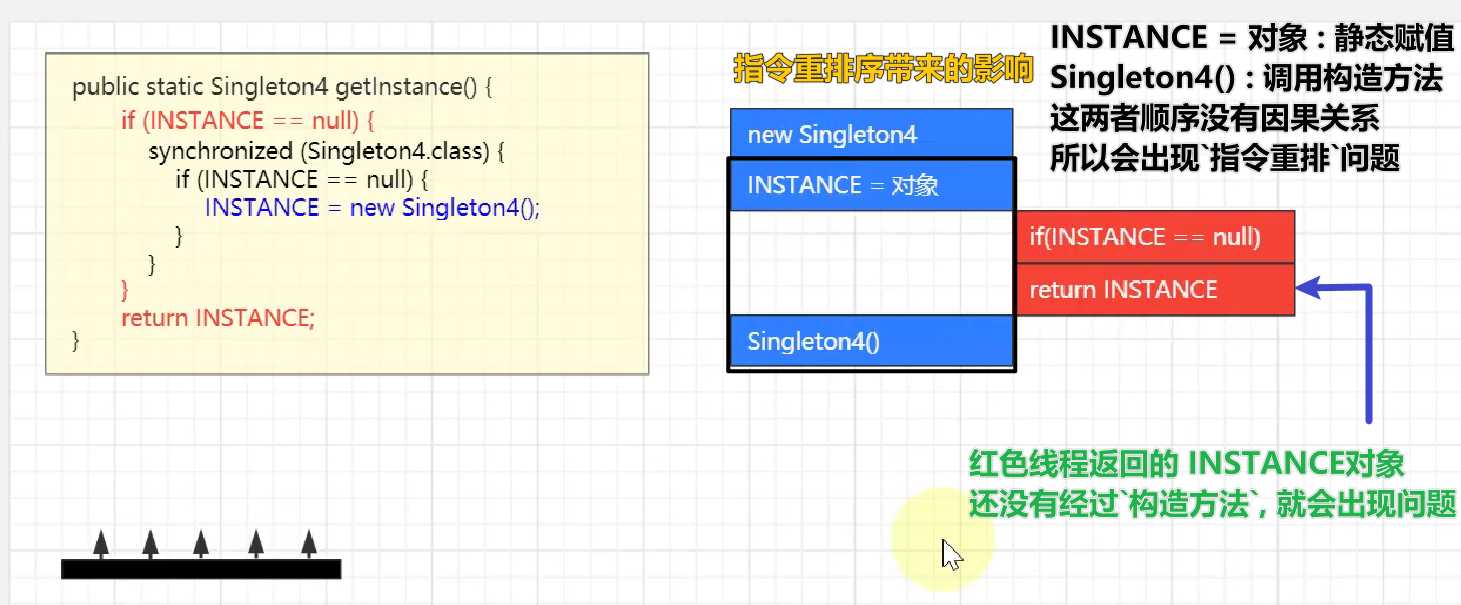 public static Singleton4 getInstance() {
if (INSTANCE == null) {
synchronized (Singleton4.class) {
if (INSTANCE == null) {
INSTANCE = new Singleton4();
}
}
}
return INSTANCE;
}
指令重排序带来的影响
new Singleton4
INSTANCE = 对象
Singleton4()
if(INSTANCE == null)
return INSTANCE
INSTANCE = 对象 : 静态赋值
Singleton4() : 调用构造方法
这两者顺序没有因果关系
所以会出现`指令重排`问题
红色线程返回的 INSTANCE对象
还没有经过`构造方法`, 就会出现问题